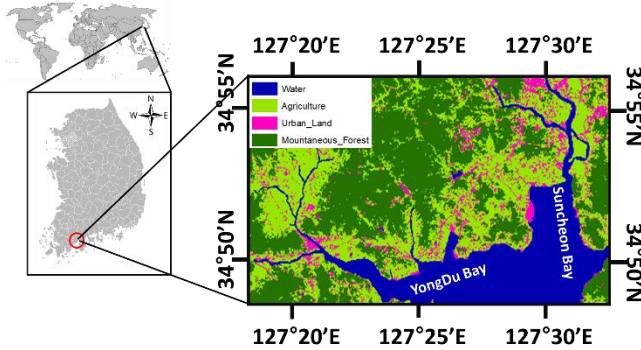 127°20'E 127°25'E 127°30'E
34°55'N
34°50'N
Water
Agriculture
Urban_Land
Mountaneous_Forest
N
W E
S
YongDu Bay
Suncheon Bay
34°55'N
34°50'N
127°20'E 127°25'E 127°30'E